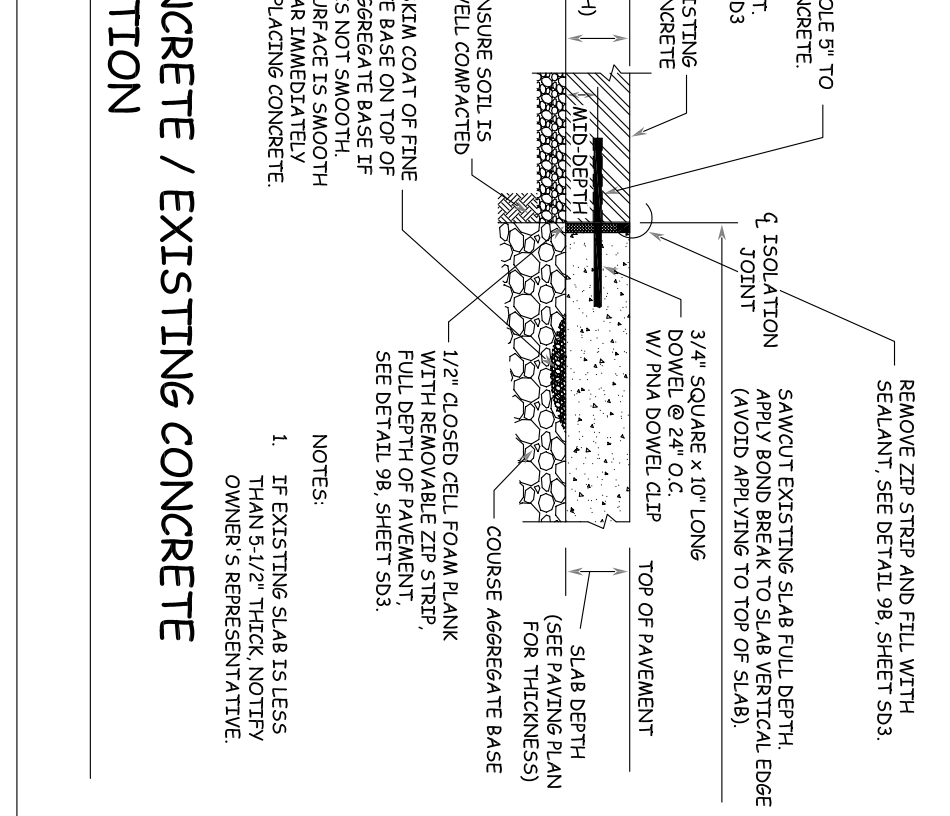 OLE 5" TO
NCRETE.
T.
D3
ISTING
NCRETE
H)
NSURE SOIL IS
WELL COMPACTED
SKIM COAT OF FINE
TE BASE ON TOP OF
GGREGATE BASE IF
S NOT SMOOTH.
URFACE IS SMOOTH
AR IMMEDIATELY
PLACING CONCRETE.
MID-DEPTH
℄ ISOLATION
JOINT
REMOVE ZIP STRIP AND FILL WITH
SEALANT, SEE DETAIL 9B, SHEET SD3.
SAWCUT EXISTING SLAB FULL DEPTH.
APPLY BOND BREAK TO SLAB VERTICAL EDGE
(AVOID APPLYING TO TOP OF SLAB).
3/4" SQUARE x 10" LONG
DOWEL @ 24" O.C.
W/ PNA DOWEL CLIP
TOP OF PAVEMENT
SLAB DEPTH
(SEE PAVING PLAN
FOR THICKNESS)
COURSE AGGREGATE BASE
1/2" CLOSED CELL FOAM PLANK
WITH REMOVABLE ZIP STRIP,
FULL DEPTH OF PAVEMENT,
SEE DETAIL 9B, SHEET SD3.
NOTES:
1. IF EXISTING SLAB IS LESS
THAN 5-1/2" THICK, NOTIFY
OWNER'S REPRESENTATIVE.
NCRETE / EXISTING CONCRETE
TION